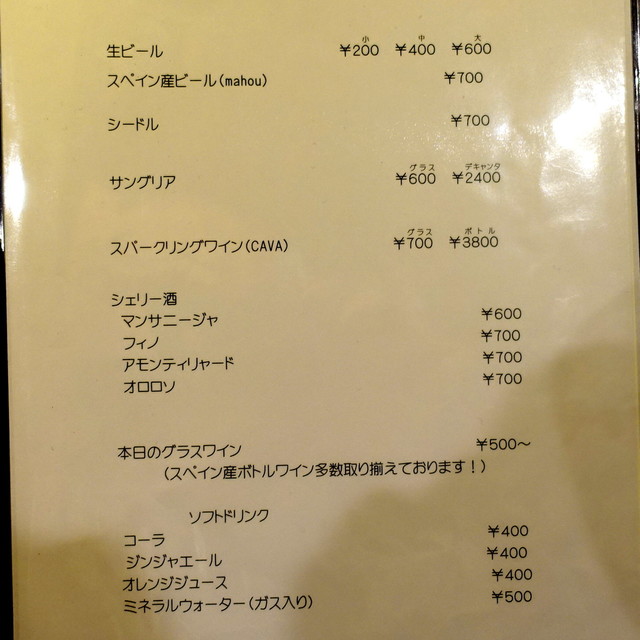 小 中 大
生ビール ¥200 ¥400 ¥600
スペイン産ビール(mahou) ¥700
シードル ¥700
グラス デキャンタ
サングリア ¥600 ¥2400
グラス ボトル
スパークリングワイン(CAVA) ¥700 ¥3800
シェリー酒
マンサニージャ ¥600
フィノ ¥700
アモンティリャード ¥700
オロロソ ¥700
本日のグラスワイン ¥500~
(スペイン産ボトルワイン多数取り揃えております!)
ソフトドリンク
コーラ ¥400
ジンジャエール ¥400
オレンジジュース ¥400
ミネラルウォーター(ガス入り) ¥500